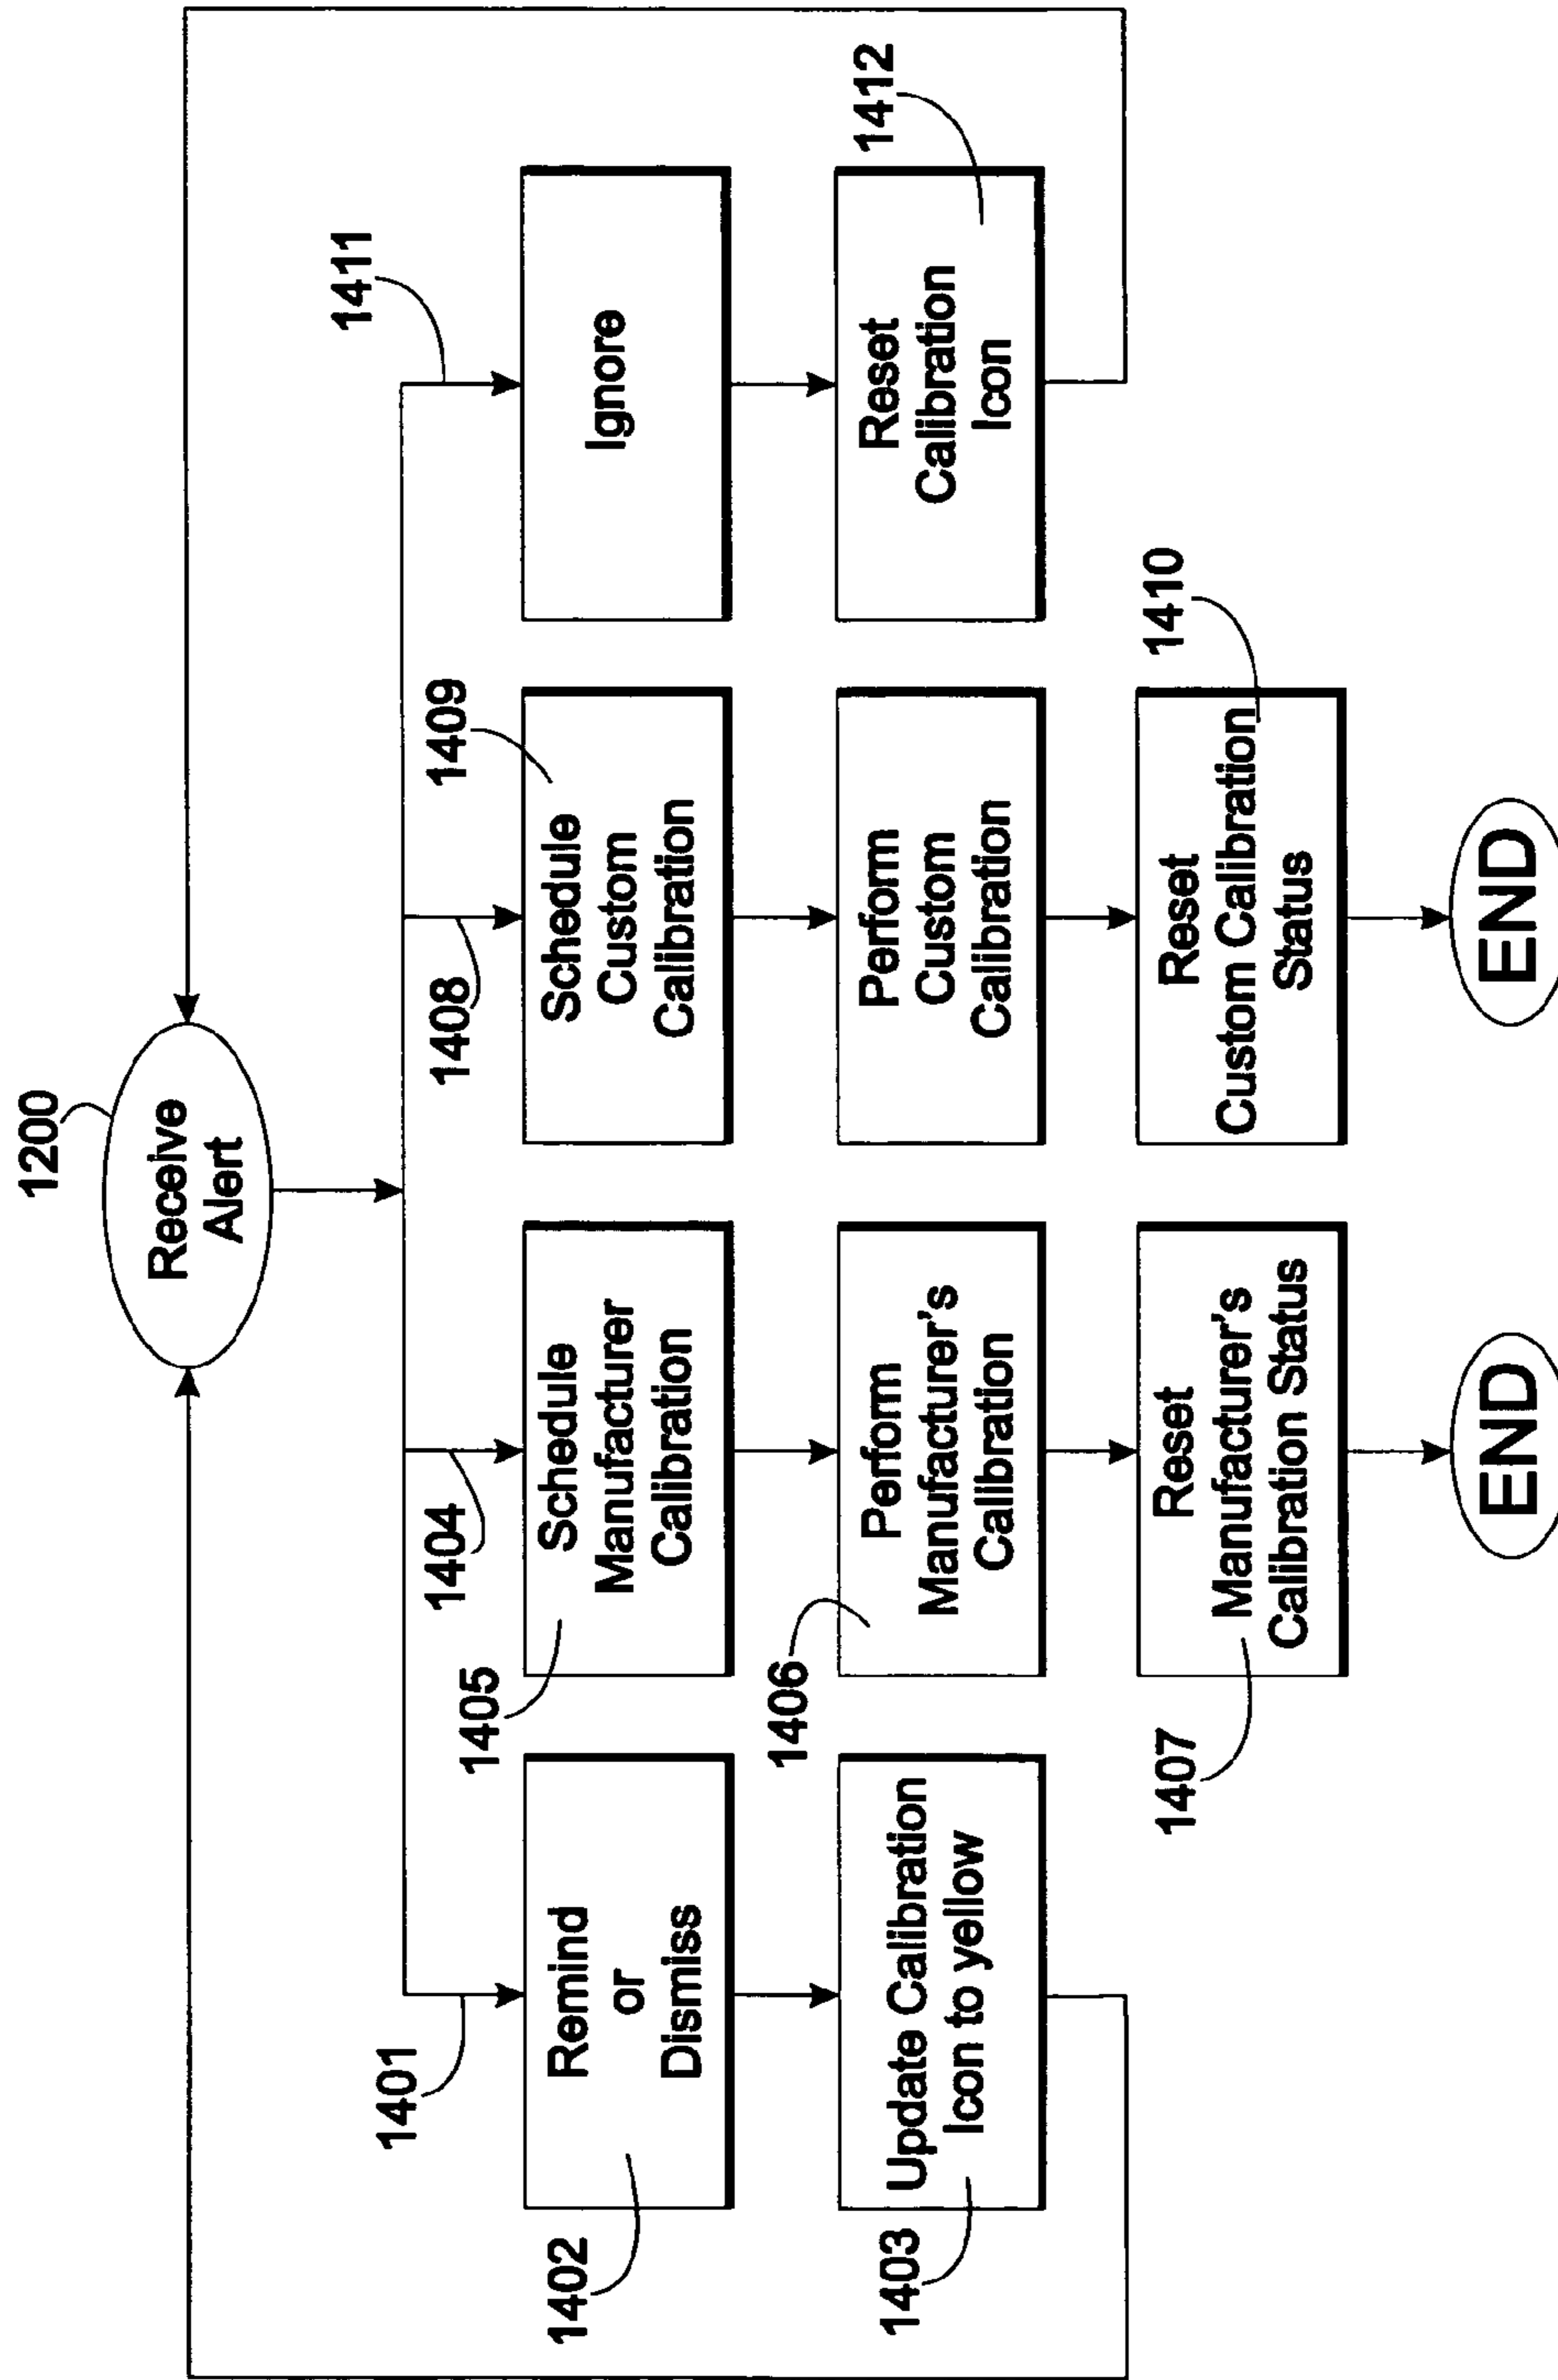 1200
Receive
Alert
1401
1404
1408
1411
1402
Remind
or
Dismiss
1405
Schedule
Manufacturer
Calibration
1409
Schedule
Custom
Calibration
Ignore
1403
Update Calibration
Icon to yellow
1406
Perform
Manufacturer's
Calibration
Perform
Custom
Calibration
1412
Reset
Calibration
Icon
1407
Reset
Manufacturer's
Calibration Status
1410
Reset
Custom Calibration
Status
END
END